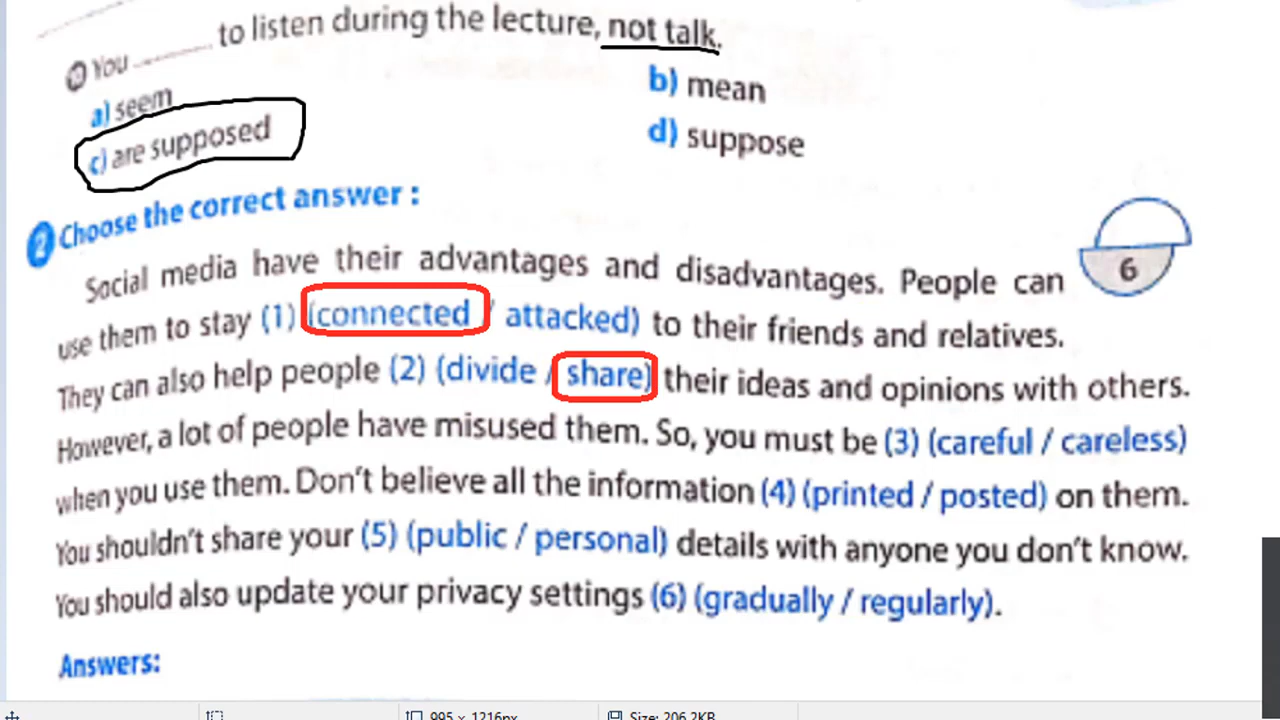 10 You ........ to listen during the lecture, not talk.
a) seem b) mean
c) are supposed d) suppose
2 Choose the correct answer :
6
Social media have their advantages and disadvantages. People can
use them to stay (1) (connected / attacked) to their friends and relatives.
They can also help people (2) (divide / share) their ideas and opinions with others.
However, a lot of people have misused them. So, you must be (3) (careful / careless)
when you use them. Don't believe all the information (4) (printed / posted) on them.
You shouldn't share your (5) (public / personal) details with anyone you don't know.
You should also update your privacy settings (6) (gradually / regularly).
Answers:
995 × 1216px Size: 206.2KB